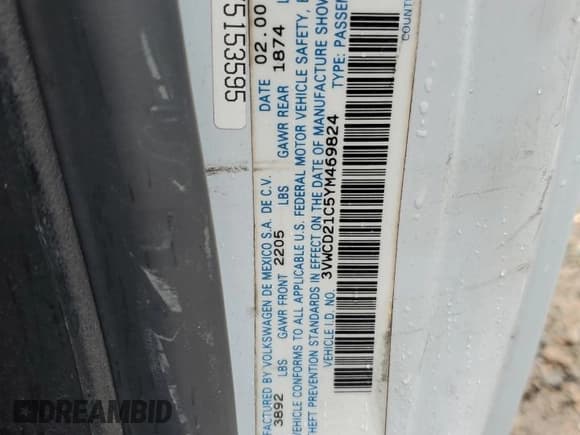 5153595
FACTURED BY VOLKSWAGEN DE MEXICO S.A. DE C.V. DATE 02.00
3892 LBS GAWR FRONT 2205 LBS GAWR REAR 1874
VEHICLE CONFORMS TO ALL APPLICABLE U.S. FEDERAL MOTOR VEHICLE SAFETY,
THEFT PREVENTION STANDARDS IN EFFECT ON THE DATE OF MANUFACTURE SHOW
VEHICLE I.D. NO. 3VWCD21C5YM469824 TYPE: PASSEN
COUNT
DREAMBID